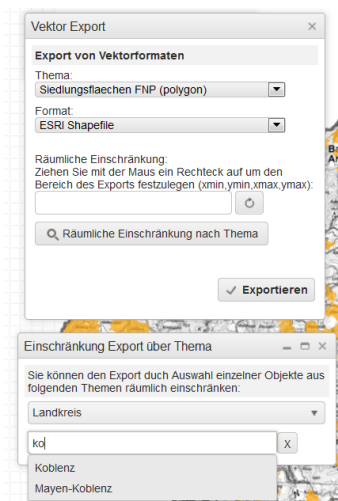 Vektor Export
Export von Vektorformaten
Thema:
Siedlungsflaechen FNP (polygon)
Format:
ESRI Shapefile
Räumliche Einschränkung:
Ziehen Sie mit der Maus ein Rechteck auf um den
Bereich des Exports festzulegen (xmin,ymin,xmax,ymax):
Räumliche Einschränkung nach Thema
Exportieren
Einschränkung Export über Thema
Sie können den Export duch Auswahl einzelner Objekte aus
folgenden Themen räumlich einschränken:
Landkreis
ko
X
Koblenz
Mayen-Koblenz